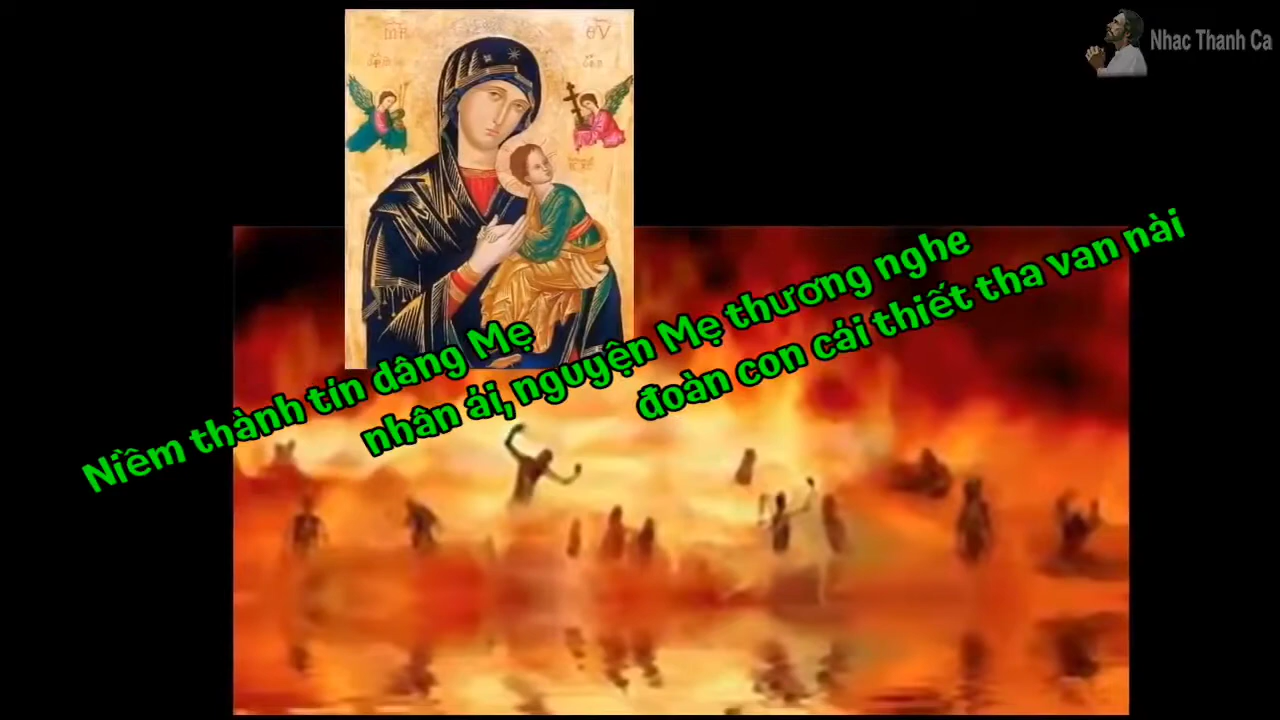 Nhac Thanh Ca
Niềm thành tin dâng Mẹ
nhân ái, nguyện Mẹ thương nghe
đoàn con cái thiết tha van nài